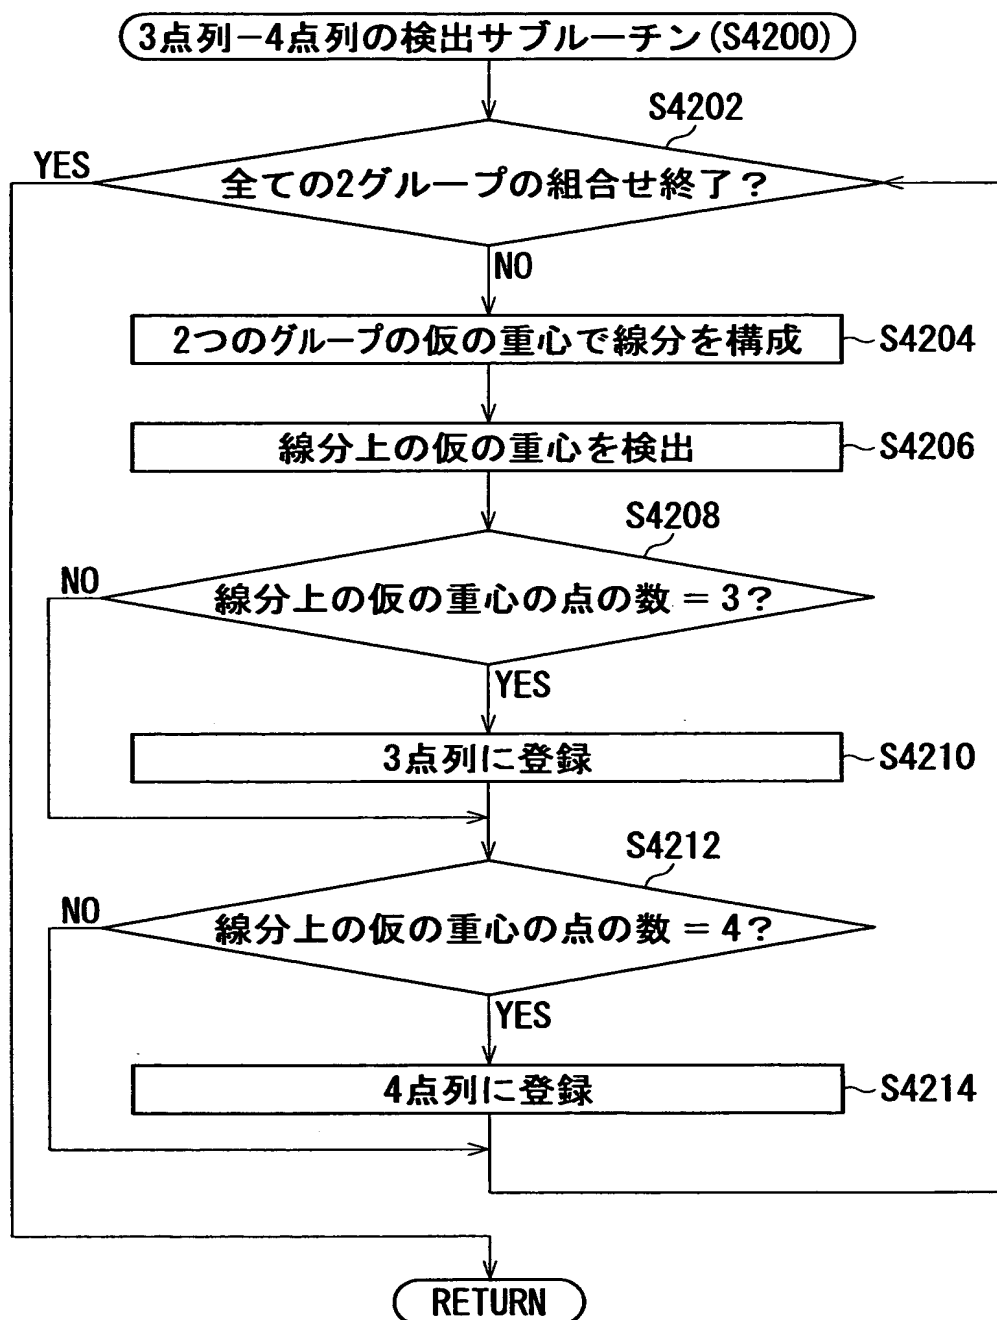 3点列−4点列の検出サブルーチン(S4200)
S4202
YES
全ての2グループの組合せ終了？
NO
2つのグループの仮の重心で線分を構成
S4204
線分上の仮の重心を検出
S4206
S4208
NO
線分上の仮の重心の点の数 = 3？
YES
3点列に登録
S4210
S4212
NO
線分上の仮の重心の点の数 = 4？
YES
4点列に登録
S4214
RETURN